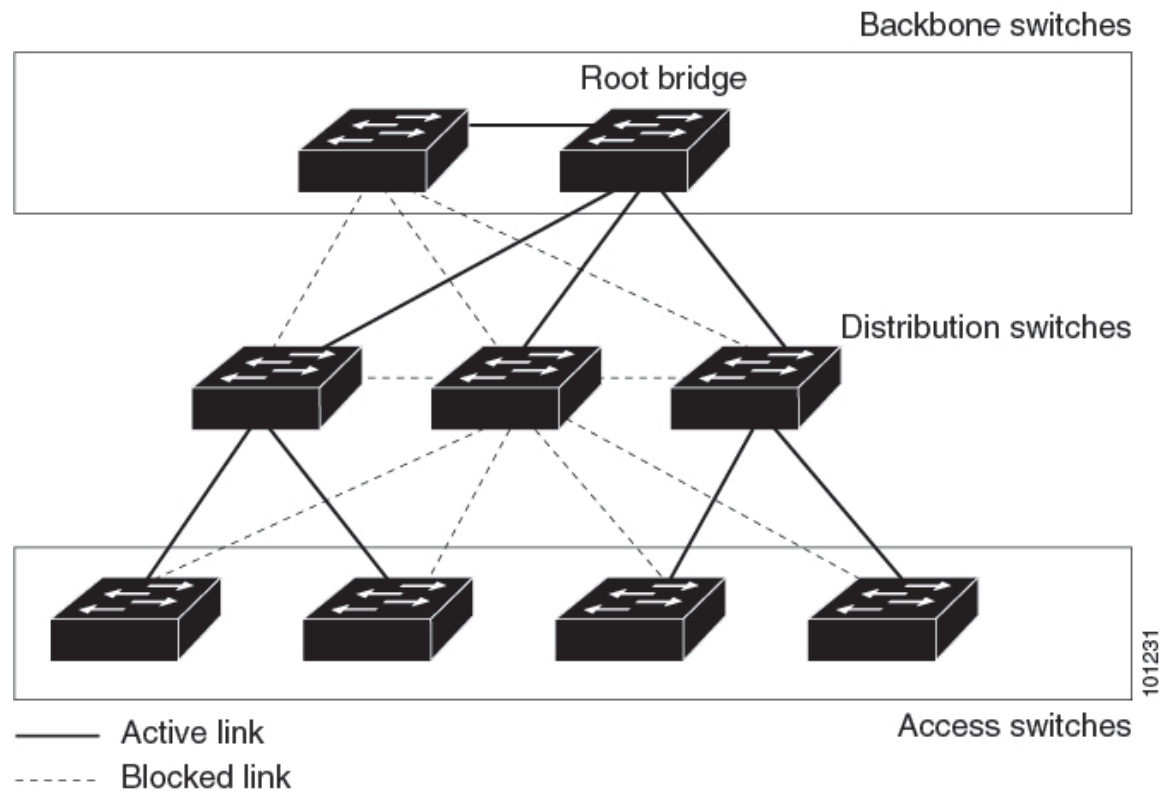 Backbone switches
Root bridge
Distribution switches
101231
Access switches
Active link
Blocked link